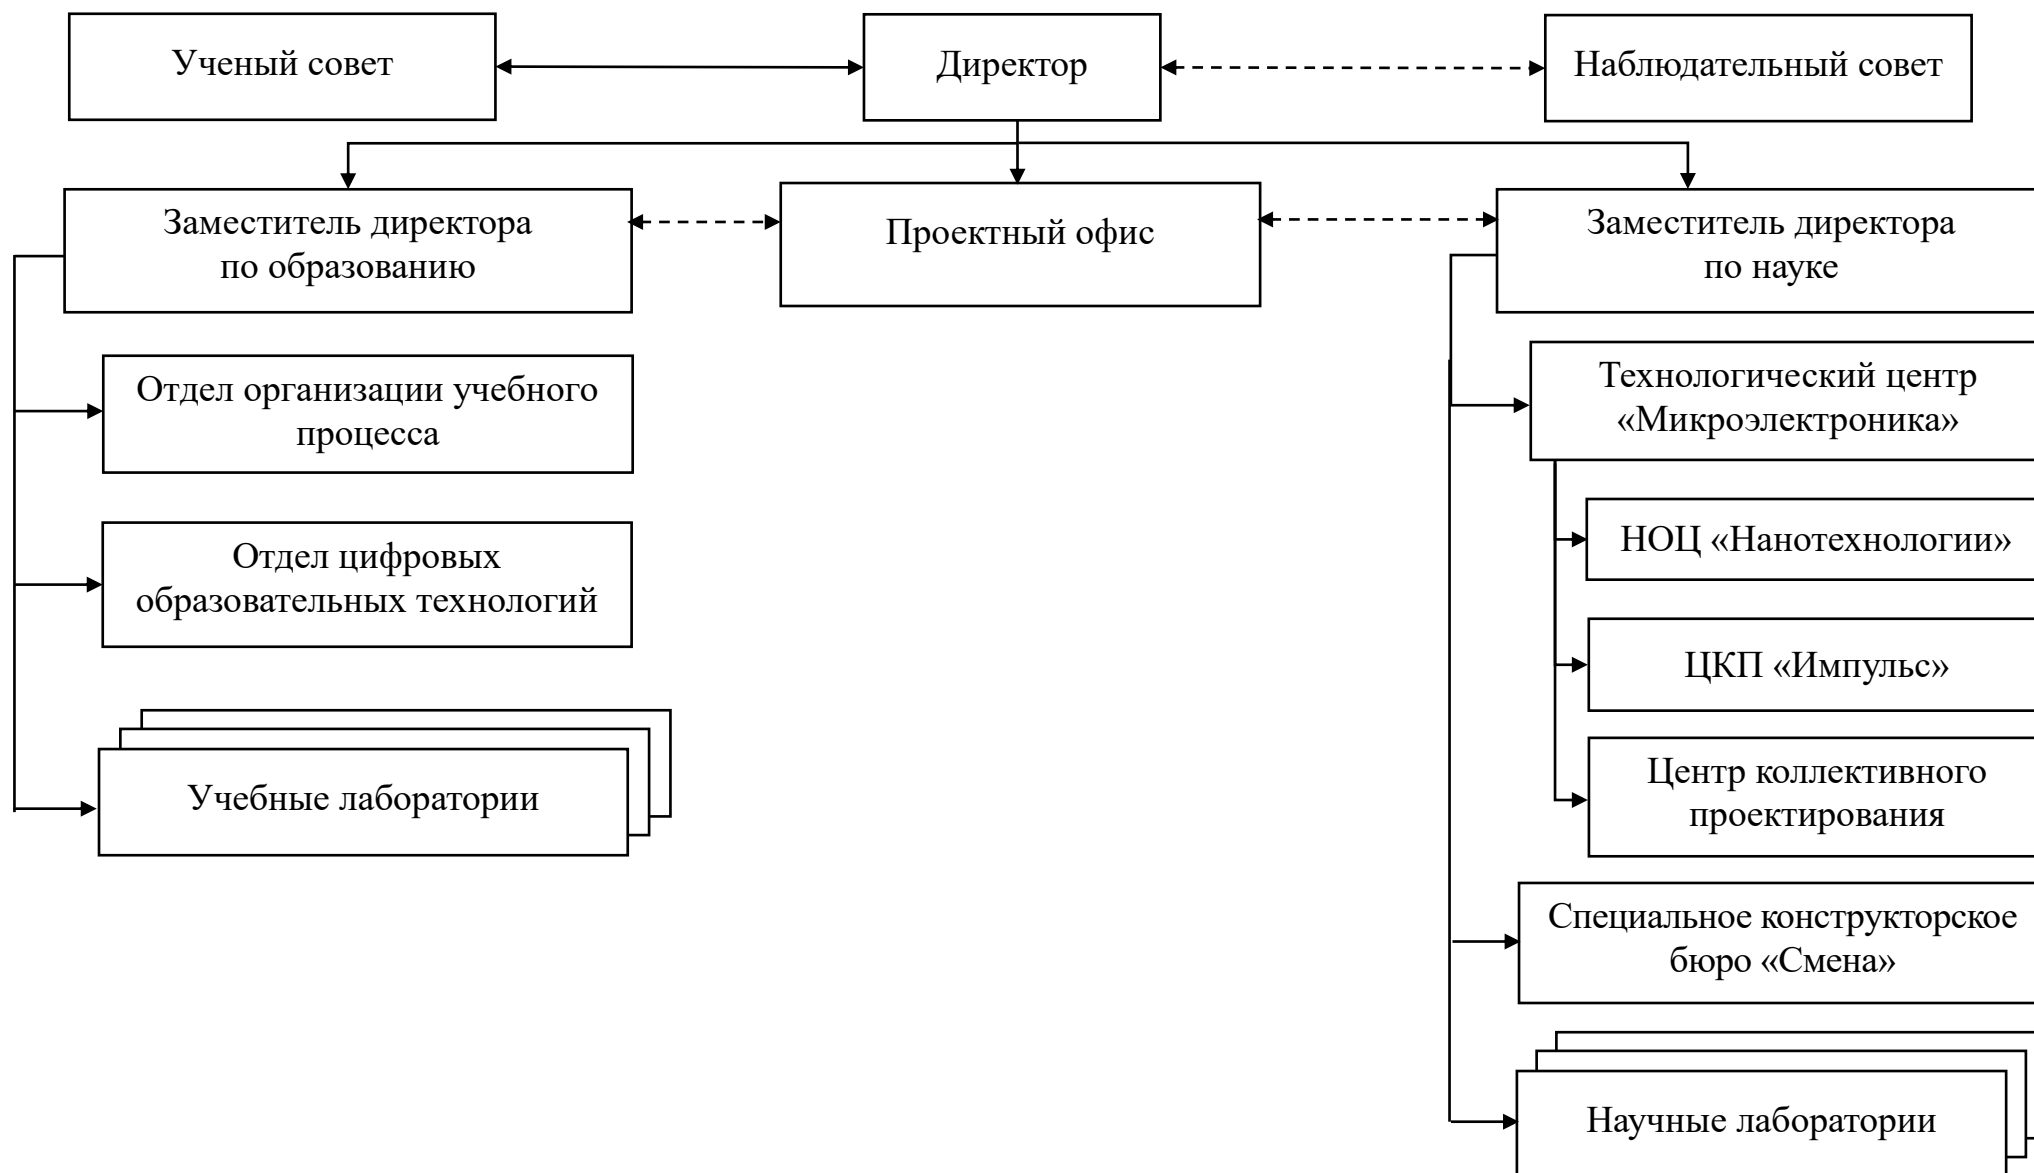 Ученый совет
Директор
Наблюдательный совет
Заместитель директора
по образованию
Проектный офис
Заместитель директора
по науке
Отдел организации учебного
процесса
Отдел цифровых
образовательных технологий
Учебные лаборатории
Технологический центр
«Микроэлектроника»
НОЦ «Нанотехнологии»
ЦКП «Импульс»
Центр коллективного
проектирования
Специальное конструкторское
бюро «Смена»
Научные лаборатории